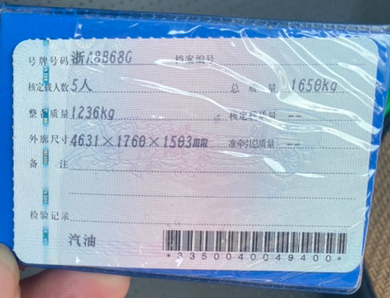 号牌号码 浙A8B68G 档案编号
核定载人数 5人 总质量 1650kg
整备质量 1236kg 核定载质量 --
外廓尺寸 4631×1760×1503mm 准牵引总质量 --
备注
检验记录
汽油
*3350040049400*